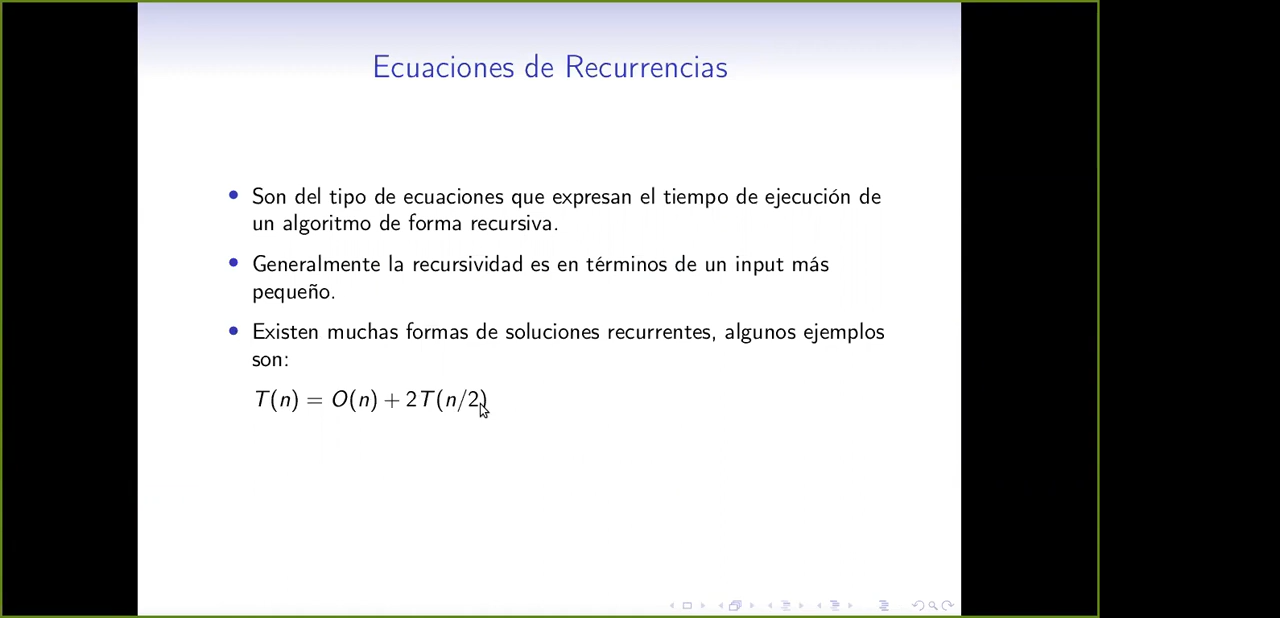 Ecuaciones de Recurrencias
Son del tipo de ecuaciones que expresan el tiempo de ejecución de
un algoritmo de forma recursiva.
Generalmente la recursividad es en términos de un input más
pequeño.
Existen muchas formas de soluciones recurrentes, algunos ejemplos
son:
T(n) = O(n) + 2T(n/2)